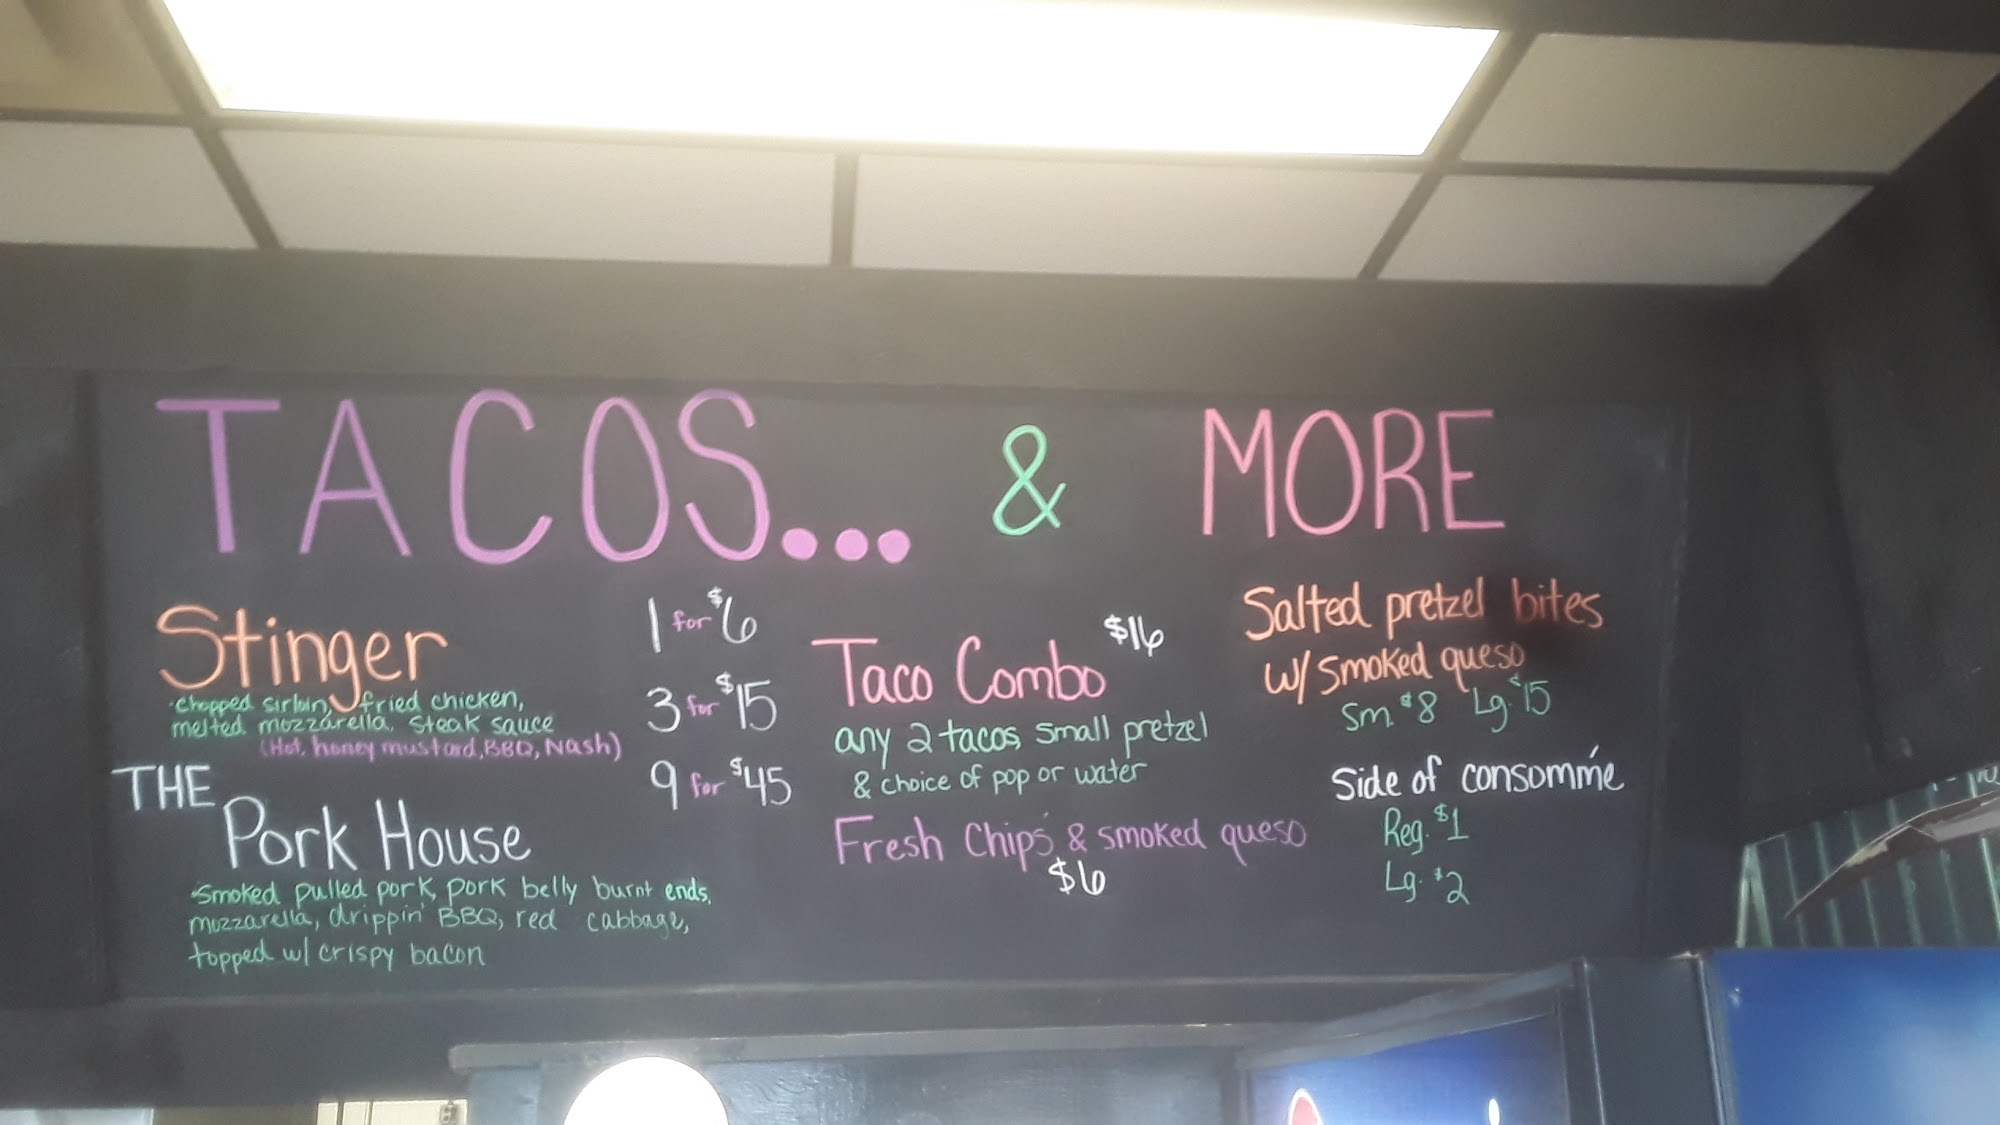 TACOS... & MORE
Stinger
·chopped sirloin, fried chicken,
melted mozzarella, steak sauce
(Hot, honey mustard, BBQ, Nash)
THE
Pork House
·Smoked pulled pork, pork belly burnt ends,
mozzarella, drippin' BBQ, red cabbage,
topped w/ crispy bacon
1 for $6
3 for $15
9 for $45
Taco Combo $16
any 2 tacos, small pretzel
& choice of pop or water
Fresh Chips & smoked queso
$6
Salted pretzel bites
w/ smoked queso
Sm. $8 Lg. $15
Side of consommé
Reg. $1
Lg. $2